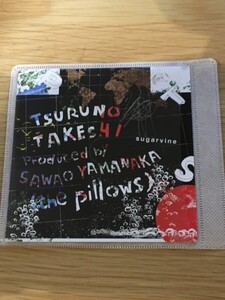 TSURUNO
TAKESHI
sugarvine
Produced by
SAWAO YAMANAKA
(the pillows)
T
S